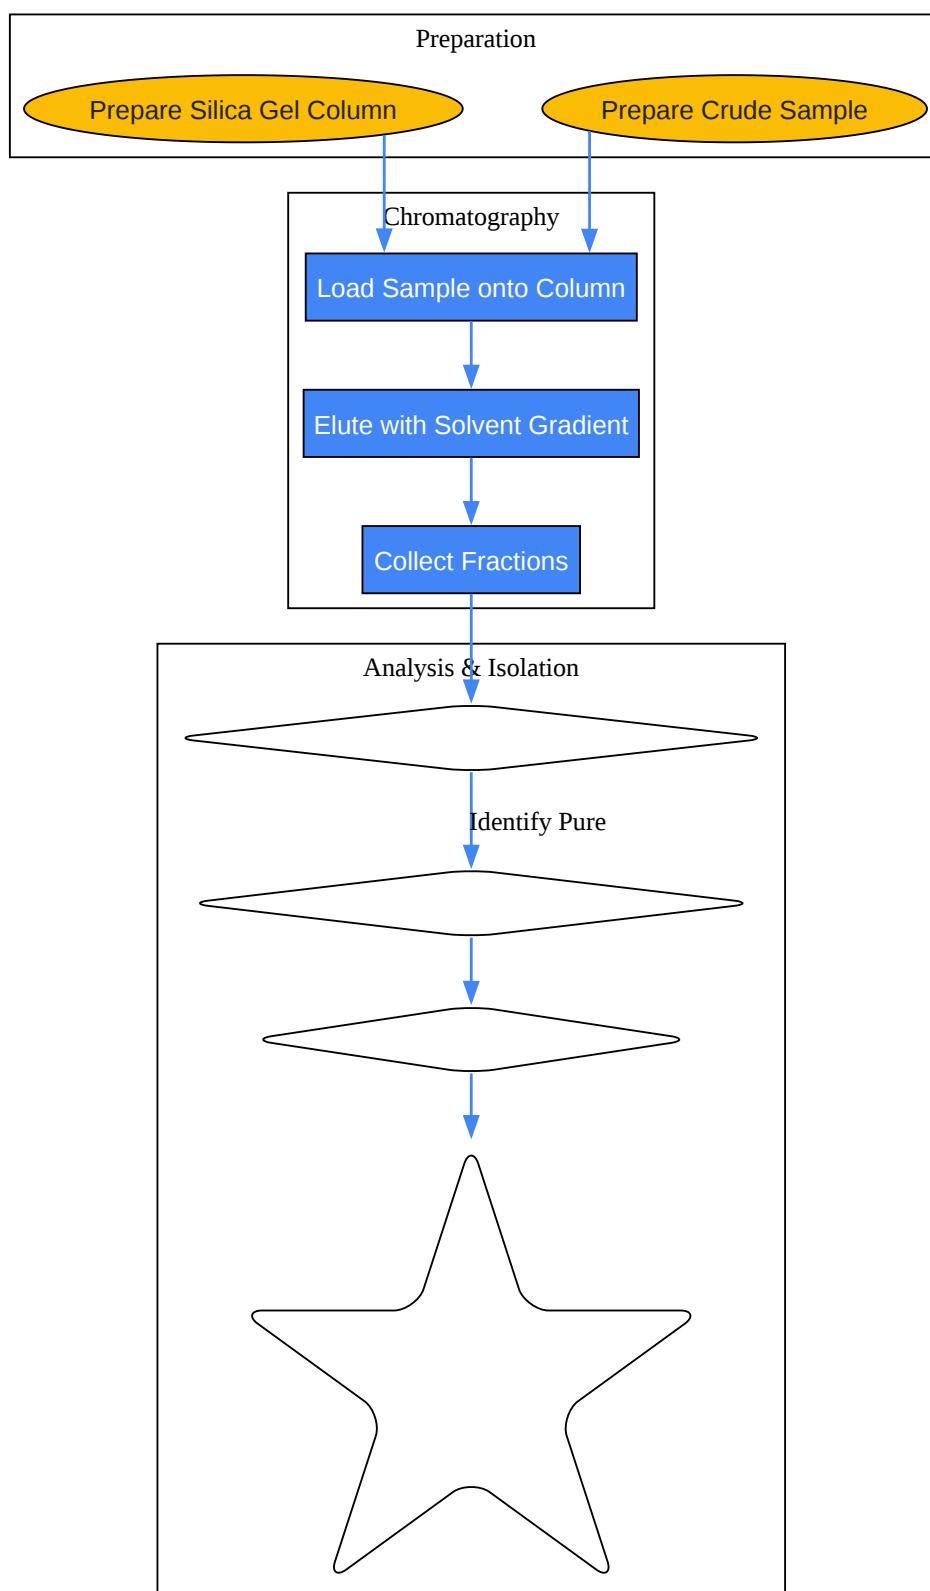 Preparation
Prepare Silica Gel Column
Prepare Crude Sample
Chromatography
Load Sample onto Column
Elute with Solvent Gradient
Collect Fractions
Analysis & Isolation
Identify Pure